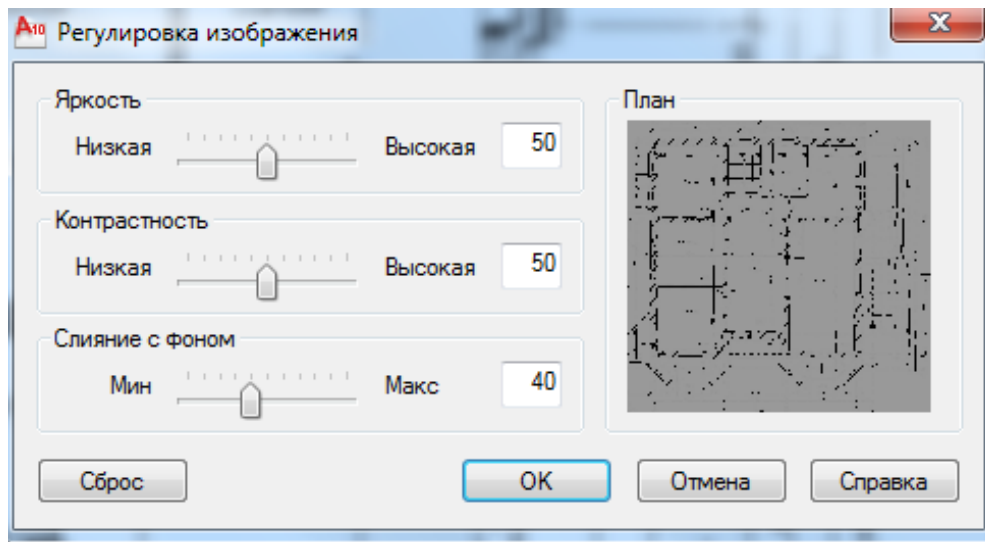 A10 Регулировка изображения X
Яркость
Низкая Высокая 50
Контрастность
Низкая Высокая 50
Слияние с фоном
Мин Макс 40
План
Сброс OK Отмена Справка